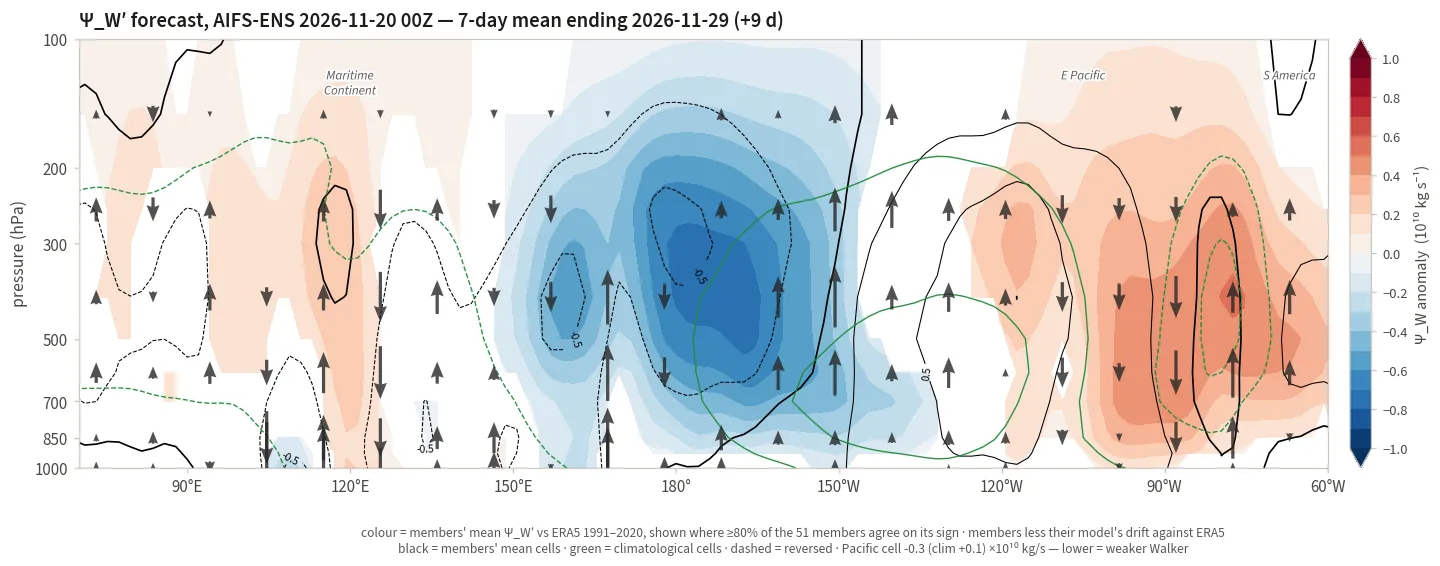 Ψ_W′ forecast, AIFS-ENS 2026-11-20 00Z — 7-day mean ending 2026-11-29 (+9 d)
100
200
300
400
500
700
850
1000
pressure (hPa)
Maritime
Continent
E Pacific
S America
-0.5
-0.5
-0.5
-0.5
0.5
90°E
120°E
150°E
180°
150°W
120°W
90°W
60°W
1.0
0.8
0.6
0.4
0.2
0.0
−0.2
−0.4
−0.6
−0.8
−1.0
Ψ_W anomaly (10¹⁰ kg s⁻¹)
colour = members' mean Ψ_W′ vs ERA5 1991–2020, shown where ≥80% of the 51 members agree on its sign · members less their model's drift against ERA5
black = members' mean cells · green = climatological cells · dashed = reversed · Pacific cell -0.3 (clim +0.1) ×10¹⁰ kg/s — lower = weaker Walker